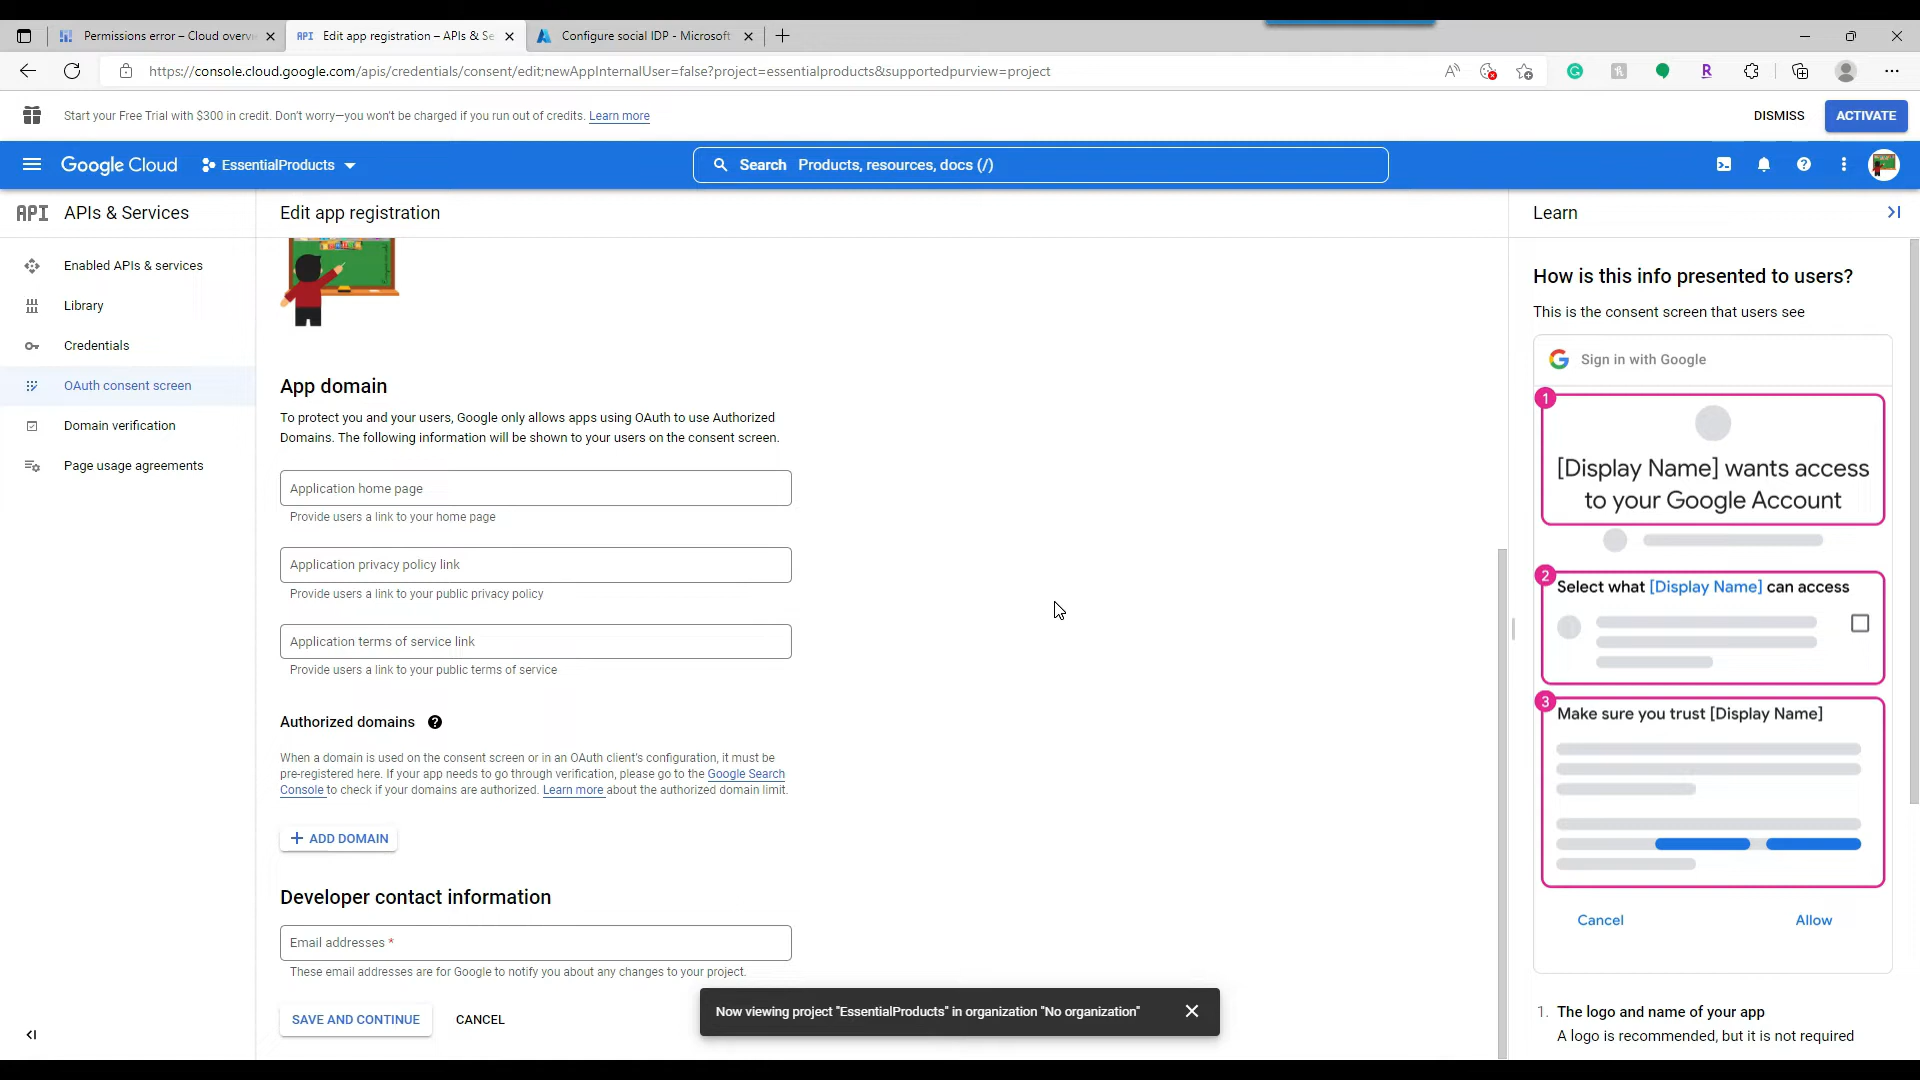 Permissions error – Cloud overvi
Edit app registration – APIs & Se
Configure social IDP - Microsoft
https://console.cloud.google.com/apis/credentials/consent/edit;newAppInternalUser=false?project=essentialproducts&supportedpurview=project
Start your Free Trial with $300 in credit. Don't worry—you won't be charged if you run out of credits. Learn more
DISMISS
ACTIVATE
Google Cloud
EssentialProducts
Search Products, resources, docs (/)
API APIs & Services
Enabled APIs & services
Library
Credentials
OAuth consent screen
Domain verification
Page usage agreements
Edit app registration
App domain
To protect you and your users, Google only allows apps using OAuth to use Authorized
Domains. The following information will be shown to your users on the consent screen.
Application home page
Provide users a link to your home page
Application privacy policy link
Provide users a link to your public privacy policy
Application terms of service link
Provide users a link to your public terms of service
Authorized domains
When a domain is used on the consent screen or in an OAuth client's configuration, it must be
pre-registered here. If your app needs to go through verification, please go to the Google Search
Console to check if your domains are authorized. Learn more about the authorized domain limit.
+ ADD DOMAIN
Developer contact information
Email addresses *
These email addresses are for Google to notify you about any changes to your project.
SAVE AND CONTINUE
CANCEL
Now viewing project "EssentialProducts" in organization "No organization"
Learn
How is this info presented to users?
This is the consent screen that users see
Sign in with Google
1
[Display Name] wants access
to your Google Account
2
Select what [Display Name] can access
3
Make sure you trust [Display Name]
Cancel
Allow
1. The logo and name of your app
A logo is recommended, but it is not required